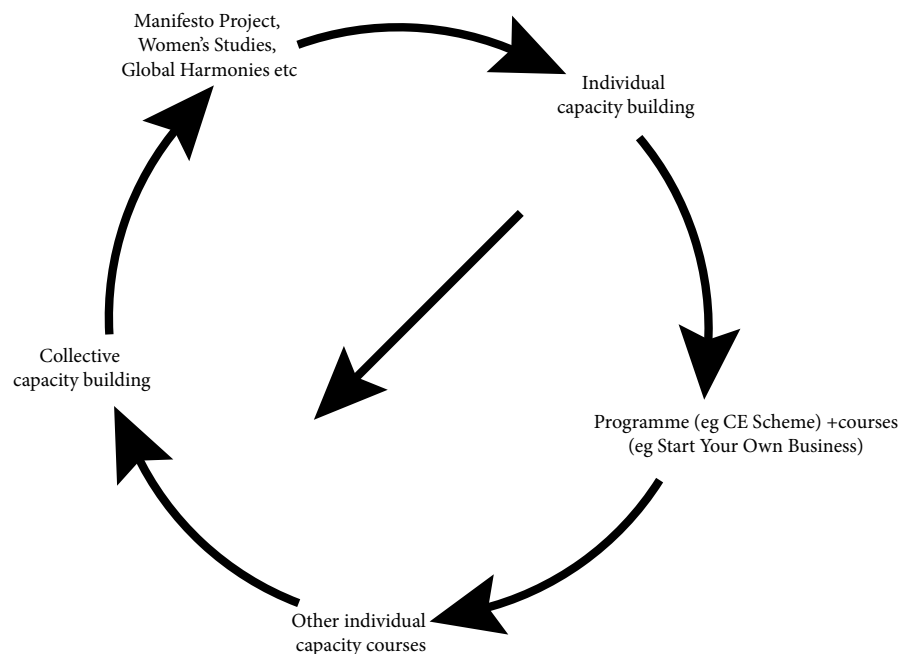 Manifesto Project,
Women’s Studies,
Global Harmonies etc
Individual
capacity building
Programme (eg CE Scheme) +courses
(eg Start Your Own Business)
Other individual
capacity courses
Collective
capacity building